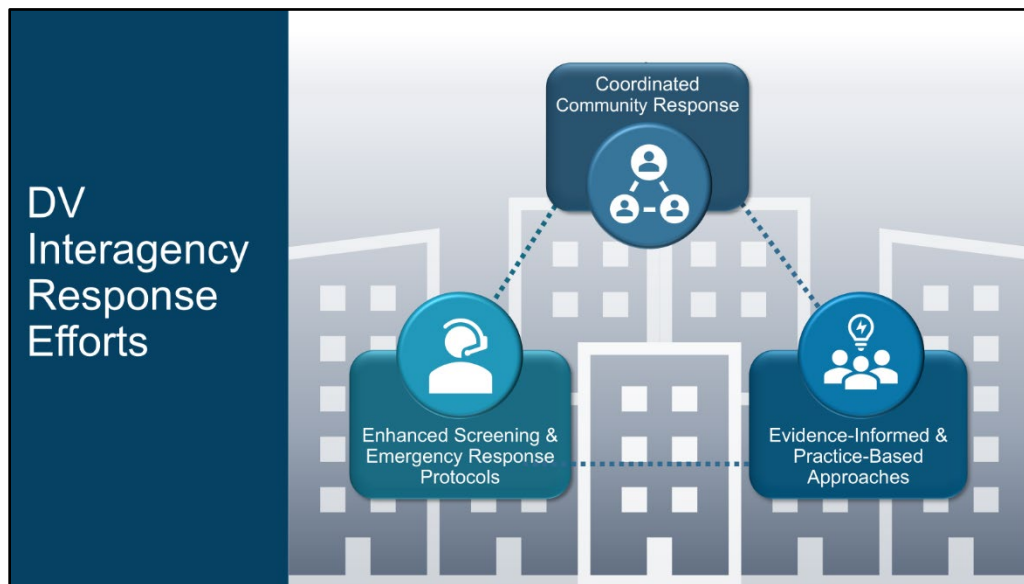 DV
Interagency
Response
Efforts
Coordinated
Community Response
Enhanced Screening &
Emergency Response
Protocols
Evidence-Informed &
Practice-Based
Approaches